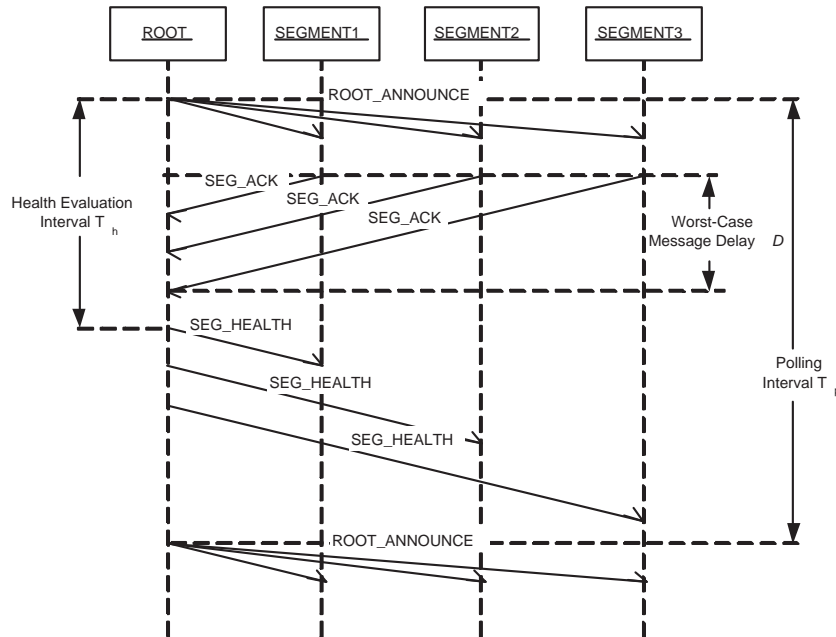 ROOT
SEGMENT1
SEGMENT2
SEGMENT3
ROOT_ANNOUNCE
SEG_ACK
SEG_ACK
SEG_ACK
Health Evaluation
Interval T h
Worst-Case
Message Delay D
SEG_HEALTH
SEG_HEALTH
SEG_HEALTH
Polling
Interval T
ROOT_ANNOUNCE